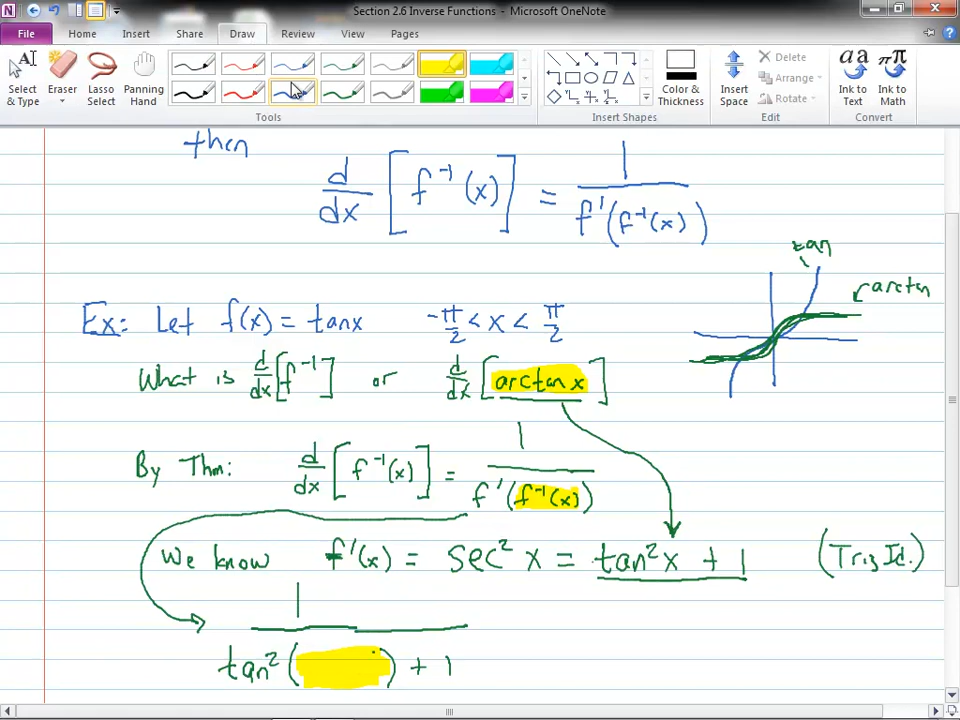 Section 2.6 Inverse Functions - Microsoft OneNote
File Home Insert Share Draw Review View Pages
Select & Type
Eraser
Lasso Select
Panning Hand
Color & Thickness
Insert Space
Delete
Arrange
Rotate
Ink to Text
Ink to Math
Tools Insert Shapes Edit Convert
then
d/dx [f⁻¹(x)] = 1/f'(f⁻¹(x))
tan
arctan
Ex: Let f(x) = tanx -π/2 < x < π/2
What is d/dx[f⁻¹] or d/dx[arctan x]
By Thm: d/dx [f⁻¹(x)] = 1/f'(f⁻¹(x))
We know f'(x) = sec² x = tan²x + 1 (Trig Id.)
1/tan²( ) + 1